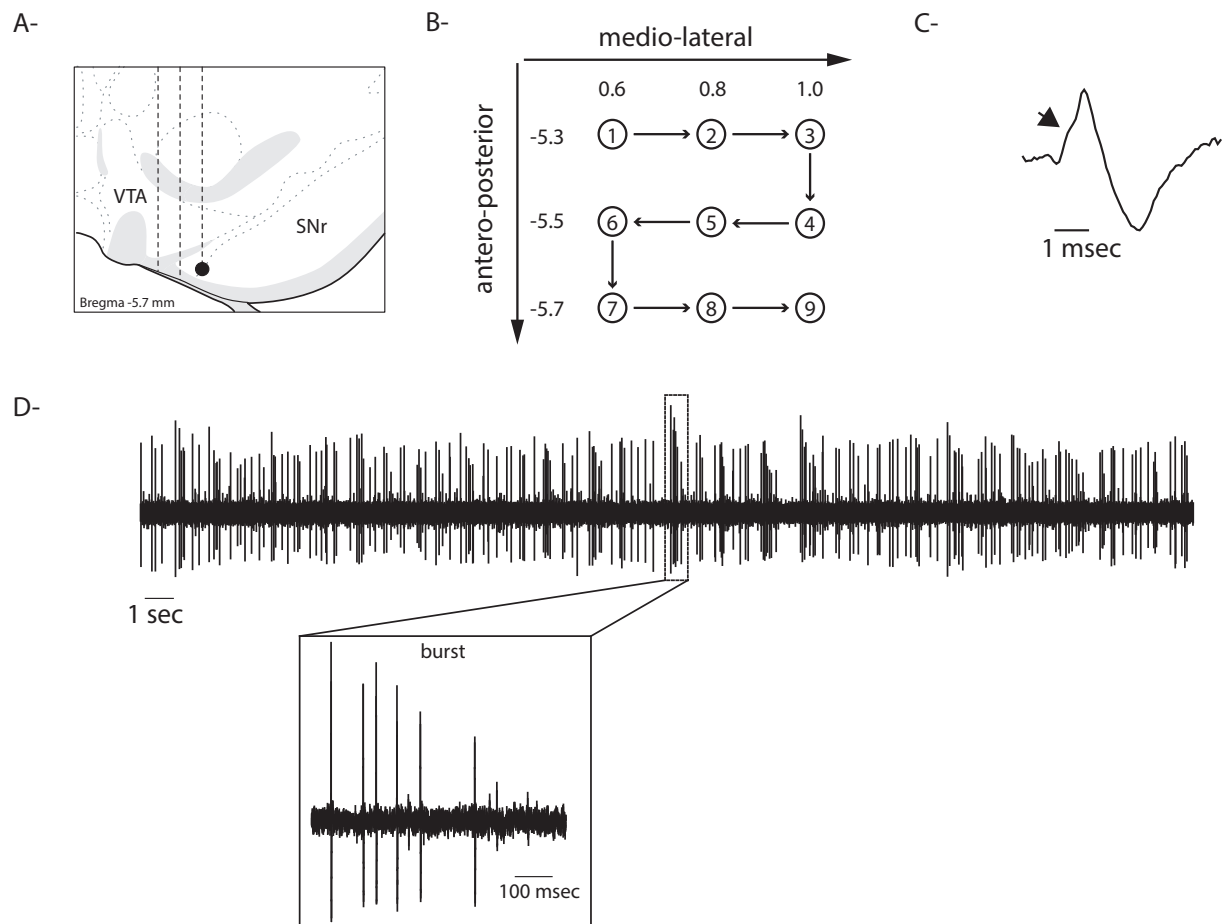 A-
VTA
SNr
Bregma -5.7 mm
B-
medio-lateral
0.6 0.8 1.0
antero-posterior
-5.3 1 2 3
-5.5 6 5 4
-5.7 7 8 9
C-
1 msec
D-
1 sec
burst
100 msec